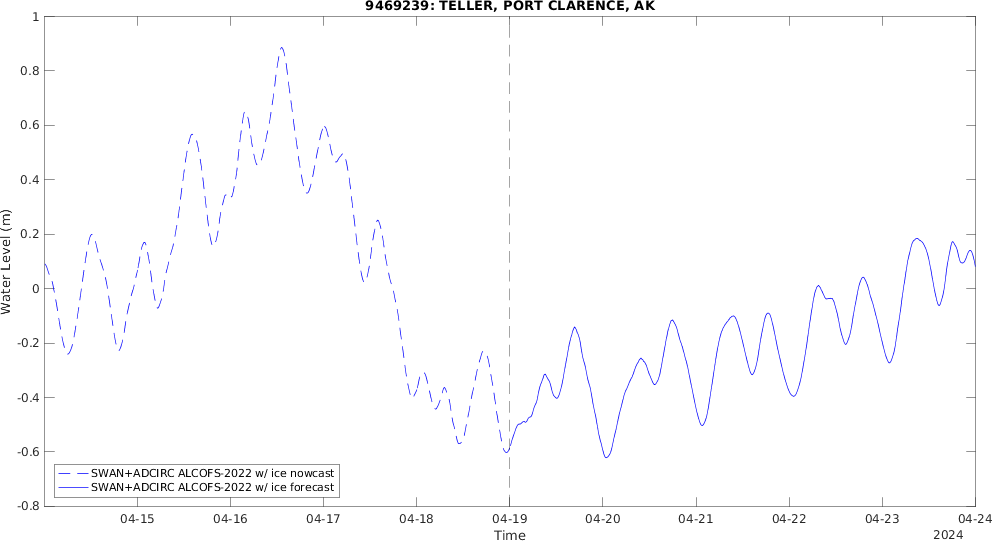 9469239: TELLER, PORT CLARENCE, AK
Water Level (m)
1
0.8
0.6
0.4
0.2
0
-0.2
-0.4
-0.6
-0.8
SWAN+ADCIRC ALCOFS-2022 w/ ice nowcast
SWAN+ADCIRC ALCOFS-2022 w/ ice forecast
04-15 04-16 04-17 04-18 04-19 04-20 04-21 04-22 04-23 04-24
Time
2024